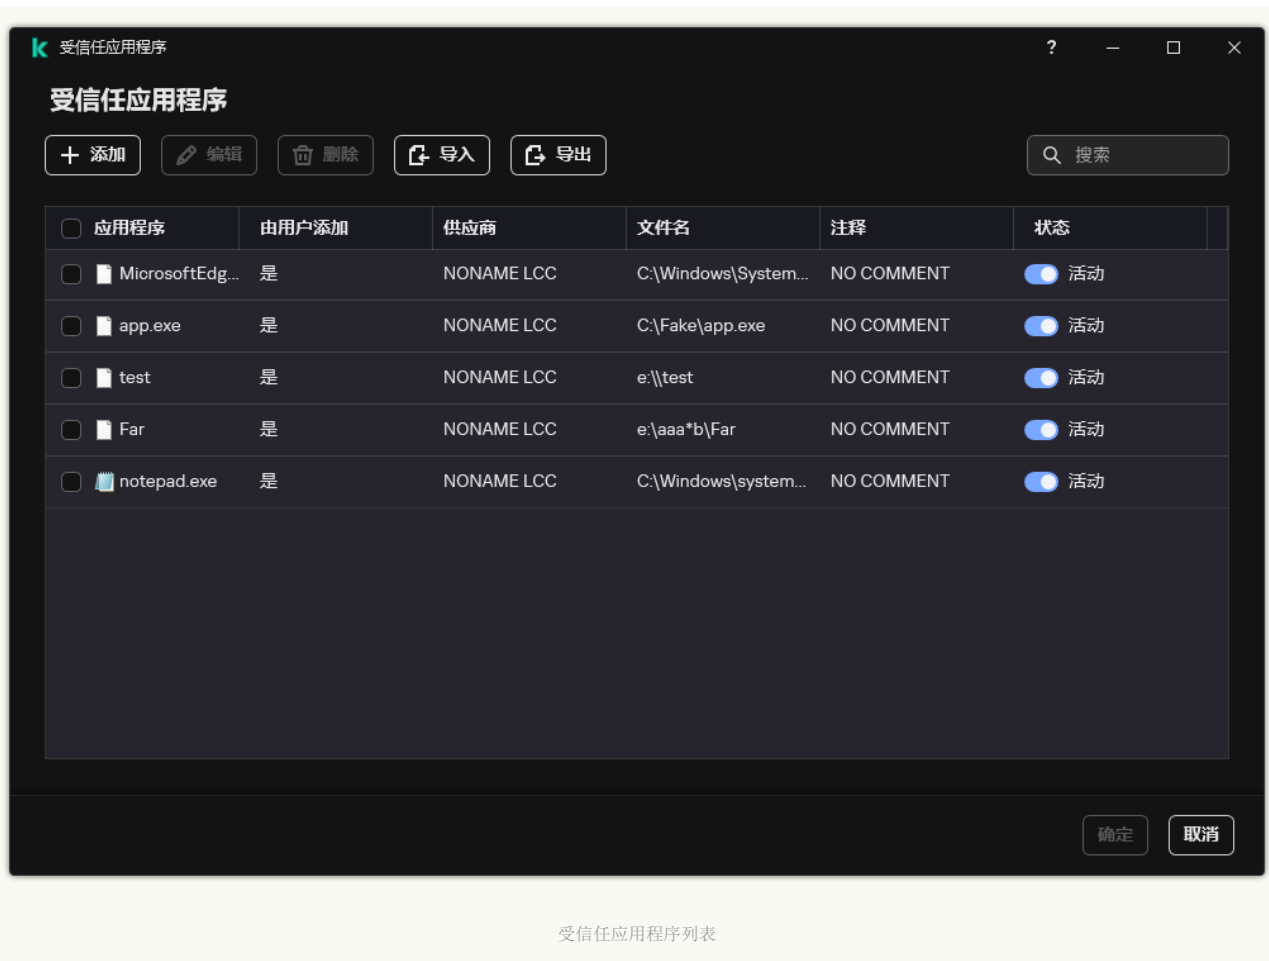 受信任应用程序
受信任应用程序
添加 编辑 删除 导入 导出 搜索
应用程序 由用户添加 供应商 文件名 注释 状态
MicrosoftEdg... 是 NONAME LCC C:\Windows\System... NO COMMENT 活动
app.exe 是 NONAME LCC C:\Fake\app.exe NO COMMENT 活动
test 是 NONAME LCC e:\\test NO COMMENT 活动
Far 是 NONAME LCC e:\aaa*b\Far NO COMMENT 活动
notepad.exe 是 NONAME LCC C:\Windows\system... NO COMMENT 活动
确定 取消
受信任应用程序列表